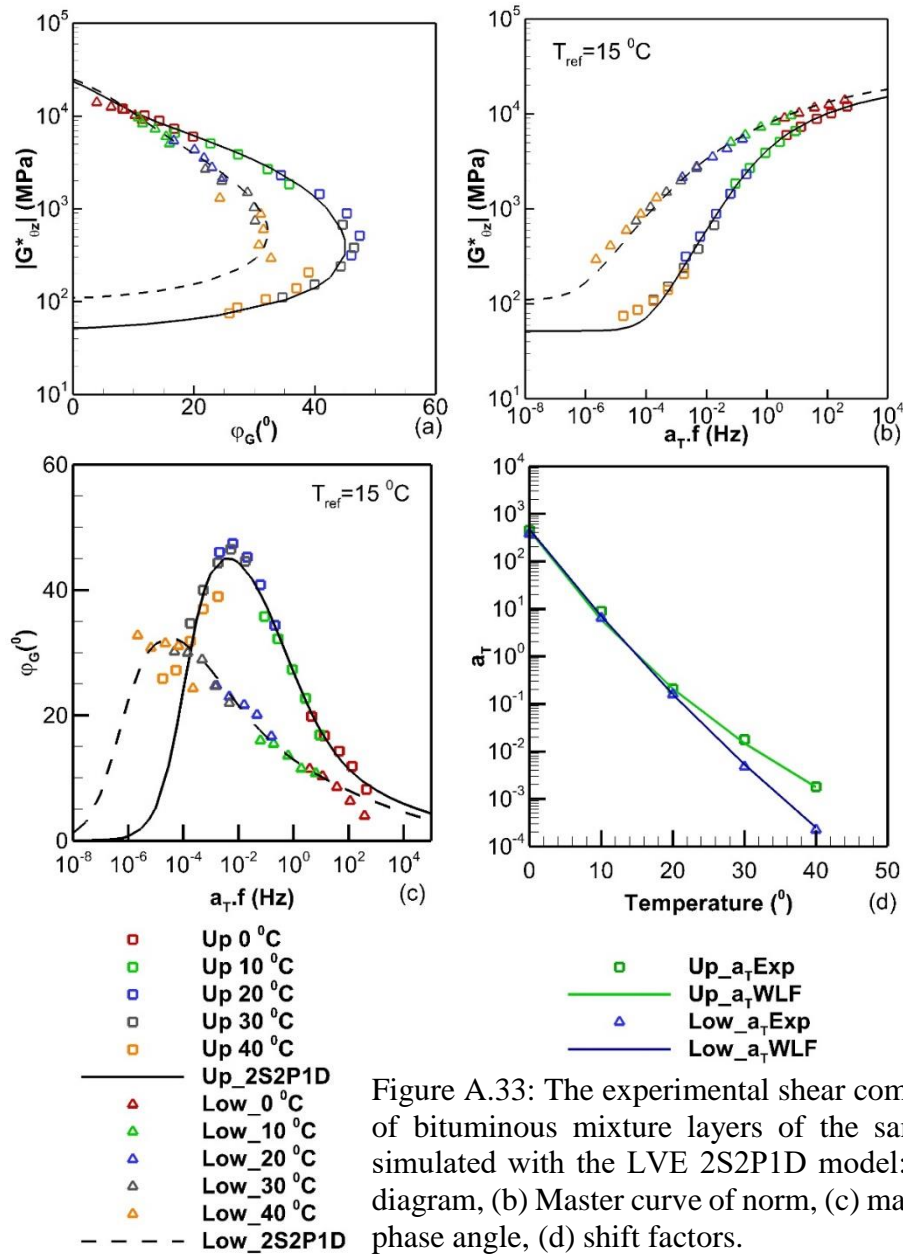 10⁵
10⁴
10³
10²
10¹
|G*θz| (MPa)
0 20 40 60
φG(⁰)
(a)
10⁵
10⁴
10³
10²
10¹
|G*θz| (MPa)
Tref=15 ⁰C
10⁻⁸ 10⁻⁶ 10⁻⁴ 10⁻² 10⁰ 10² 10⁴
aT.f (Hz)
(b)
60
40
20
0
φG(⁰)
Tref=15 ⁰C
10⁻⁸ 10⁻⁶ 10⁻⁴ 10⁻² 10⁰ 10² 10⁴
aT.f (Hz)
(c)
10⁴
10³
10²
10¹
10⁰
10⁻¹
10⁻²
10⁻³
10⁻⁴
aT
0 10 20 30 40 50
Temperature (⁰)
(d)
Up 0 ⁰C
Up 10 ⁰C
Up 20 ⁰C
Up 30 ⁰C
Up 40 ⁰C
Up_2S2P1D
Low_0 ⁰C
Low_10 ⁰C
Low_20 ⁰C
Low_30 ⁰C
Low_40 ⁰C
Low_2S2P1D
Up_aTExp
Up_aTWLF
Low_aTExp
Low_aTWLF
Figure A.33: The experimental shear com
of bituminous mixture layers of the sa
simulated with the LVE 2S2P1D model:
diagram, (b) Master curve of norm, (c) ma
phase angle, (d) shift factors.